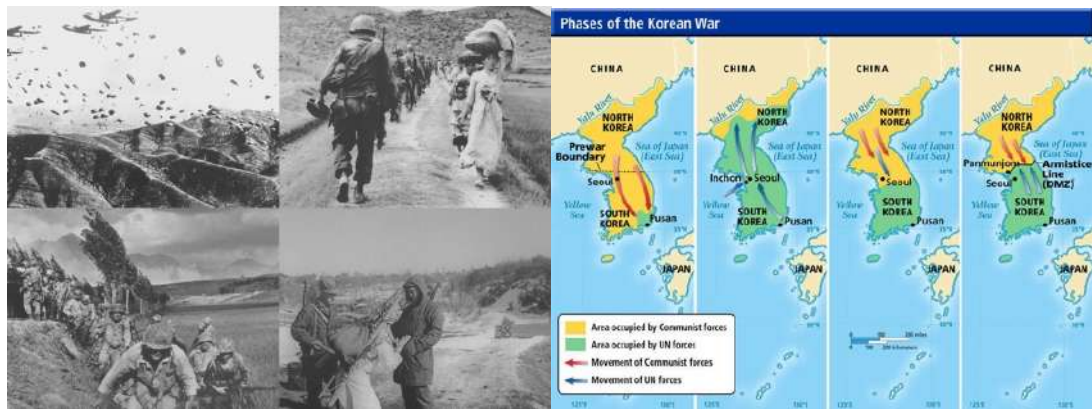 Phases of the Korean War
CHINA
Yalu River
NORTH
KOREA
Sea of Japan
(East Sea)
Prewar
Boundary
Seoul
Yellow
Sea
SOUTH
KOREA
Pusan
JAPAN
CHINA
Yalu River
NORTH
KOREA
Sea of Japan
(East Sea)
Inchon
Seoul
Yellow
Sea
SOUTH
KOREA
Pusan
JAPAN
CHINA
Yalu River
NORTH
KOREA
Sea of Japan
(East Sea)
Seoul
Yellow
Sea
SOUTH
KOREA
Pusan
JAPAN
CHINA
Yalu River
NORTH
KOREA
Sea of Japan
(East Sea)
Panmunjom
Armistice
Line
(DMZ)
Seoul
Yellow
Sea
SOUTH
KOREA
Pusan
JAPAN
Area occupied by Communist forces
Area occupied by UN forces
Movement of Communist forces
Movement of UN forces